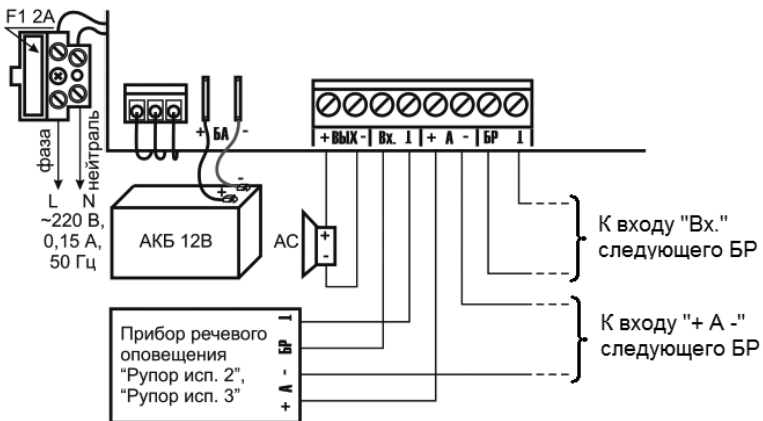 F1 2A
фаза
нейтраль
L N
~220 В,
0,15 А,
50 Гц
+ БА -
+ -
АКБ 12В
+ВЫХ-| Вх. ⊥ | + А - | БР ⊥
АС
+
-
К входу "Вх."
следующего БР
К входу "+ А -"
следующего БР
Прибор речевого
оповещения
“Рупор исп. 2”,
“Рупор исп. 3”
⊥
БР
+ А -